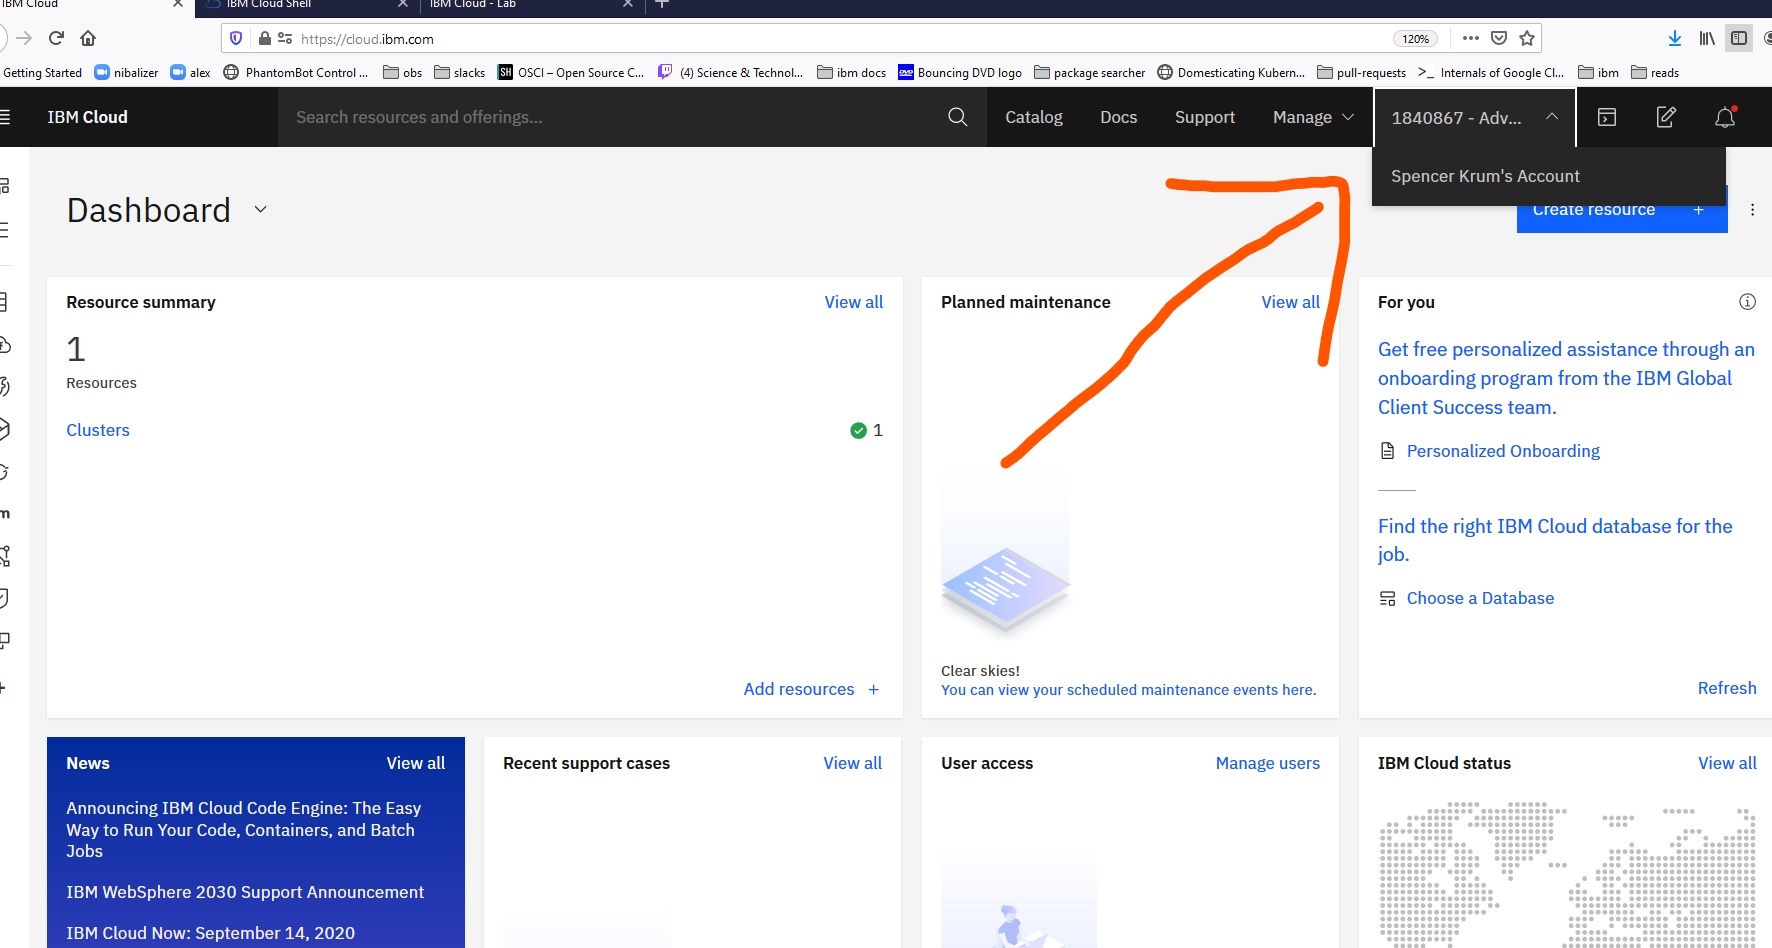 IBM Cloud
IBM Cloud Shell
IBM Cloud - Lab
https://cloud.ibm.com
120%
Getting Started
nibalizer
alex
PhantomBot Control ...
obs
slacks
SH
OSCI – Open Source C...
(4) Science & Technol...
ibm docs
Bouncing DVD logo
package searcher
Domesticating Kubern...
pull-requests
Internals of Google Cl...
ibm
reads
IBM Cloud
Search resources and offerings...
Catalog
Docs
Support
Manage
1840867 - Adv...
Spencer Krum's Account
Dashboard
Create resource +
Resource summary
View all
1
Resources
Clusters
1
Add resources +
Planned maintenance
View all
Clear skies!
You can view your scheduled maintenance events here.
For you
Get free personalized assistance through an
onboarding program from the IBM Global
Client Success team.
Personalized Onboarding
Find the right IBM Cloud database for the
job.
Choose a Database
Refresh
News
View all
Announcing IBM Cloud Code Engine: The Easy
Way to Run Your Code, Containers, and Batch
Jobs
IBM WebSphere 2030 Support Announcement
IBM Cloud Now: September 14, 2020
Recent support cases
View all
User access
Manage users
IBM Cloud status
View all